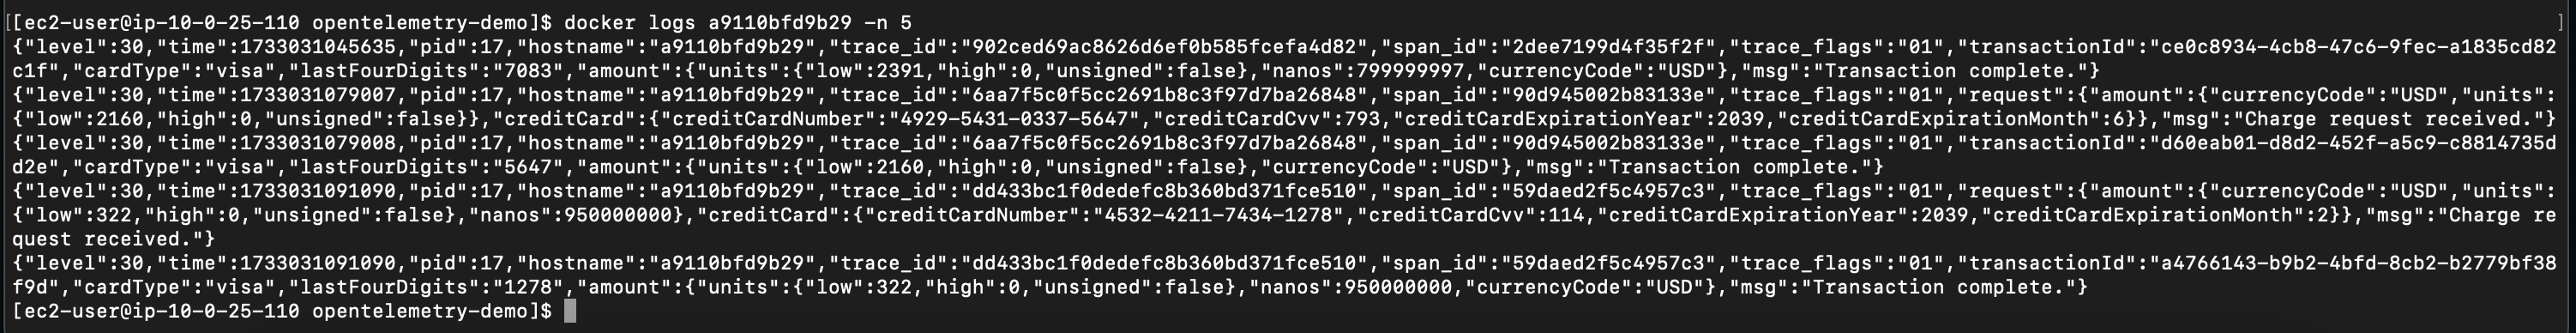 [[ec2-user@ip-10-0-25-110 opentelemetry-demo]$ docker logs a9110bfd9b29 -n 5 ]
{"level":30,"time":1733031045635,"pid":17,"hostname":"a9110bfd9b29","trace_id":"902ced69ac8626d6ef0b585fcefa4d82","span_id":"2dee7199d4f35f2f","trace_flags":"01","transactionId":"ce0c8934-4cb8-47c6-9fec-a1835cd82
c1f","cardType":"visa","lastFourDigits":"7083","amount":{"units":{"low":2391,"high":0,"unsigned":false},"nanos":799999997,"currencyCode":"USD"},"msg":"Transaction complete."}
{"level":30,"time":1733031079007,"pid":17,"hostname":"a9110bfd9b29","trace_id":"6aa7f5c0f5cc2691b8c3f97d7ba26848","span_id":"90d945002b83133e","trace_flags":"01","request":{"amount":{"currencyCode":"USD","units":
{"low":2160,"high":0,"unsigned":false}},"creditCard":{"creditCardNumber":"4929-5431-0337-5647","creditCardCvv":793,"creditCardExpirationYear":2039,"creditCardExpirationMonth":6}},"msg":"Charge request received."}
{"level":30,"time":1733031079008,"pid":17,"hostname":"a9110bfd9b29","trace_id":"6aa7f5c0f5cc2691b8c3f97d7ba26848","span_id":"90d945002b83133e","trace_flags":"01","transactionId":"d60eab01-d8d2-452f-a5c9-c8814735d
d2e","cardType":"visa","lastFourDigits":"5647","amount":{"units":{"low":2160,"high":0,"unsigned":false},"currencyCode":"USD"},"msg":"Transaction complete."}
{"level":30,"time":1733031091090,"pid":17,"hostname":"a9110bfd9b29","trace_id":"dd433bc1f0dedefc8b360bd371fce510","span_id":"59daed2f5c4957c3","trace_flags":"01","request":{"amount":{"currencyCode":"USD","units":
{"low":322,"high":0,"unsigned":false},"nanos":950000000},"creditCard":{"creditCardNumber":"4532-4211-7434-1278","creditCardCvv":114,"creditCardExpirationYear":2039,"creditCardExpirationMonth":2}},"msg":"Charge re
quest received."}
{"level":30,"time":1733031091090,"pid":17,"hostname":"a9110bfd9b29","trace_id":"dd433bc1f0dedefc8b360bd371fce510","span_id":"59daed2f5c4957c3","trace_flags":"01","transactionId":"a4766143-b9b2-4bfd-8cb2-b2779bf38
f9d","cardType":"visa","lastFourDigits":"1278","amount":{"units":{"low":322,"high":0,"unsigned":false},"nanos":950000000,"currencyCode":"USD"},"msg":"Transaction complete."}
[ec2-user@ip-10-0-25-110 opentelemetry-demo]$